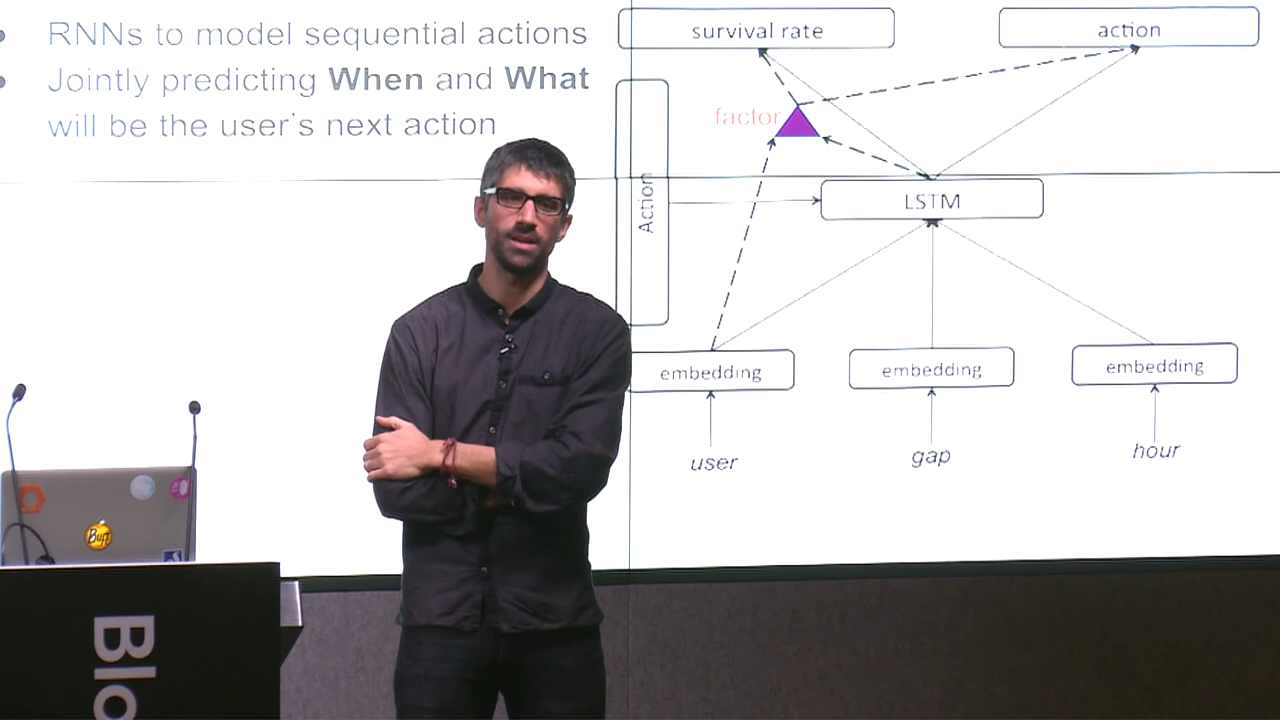 RNNs to model sequential actions
Jointly predicting When and What
will be the user's next action
survival rate
action
factor
Action
LSTM
embedding
embedding
embedding
user
gap
hour
Bup
Blo